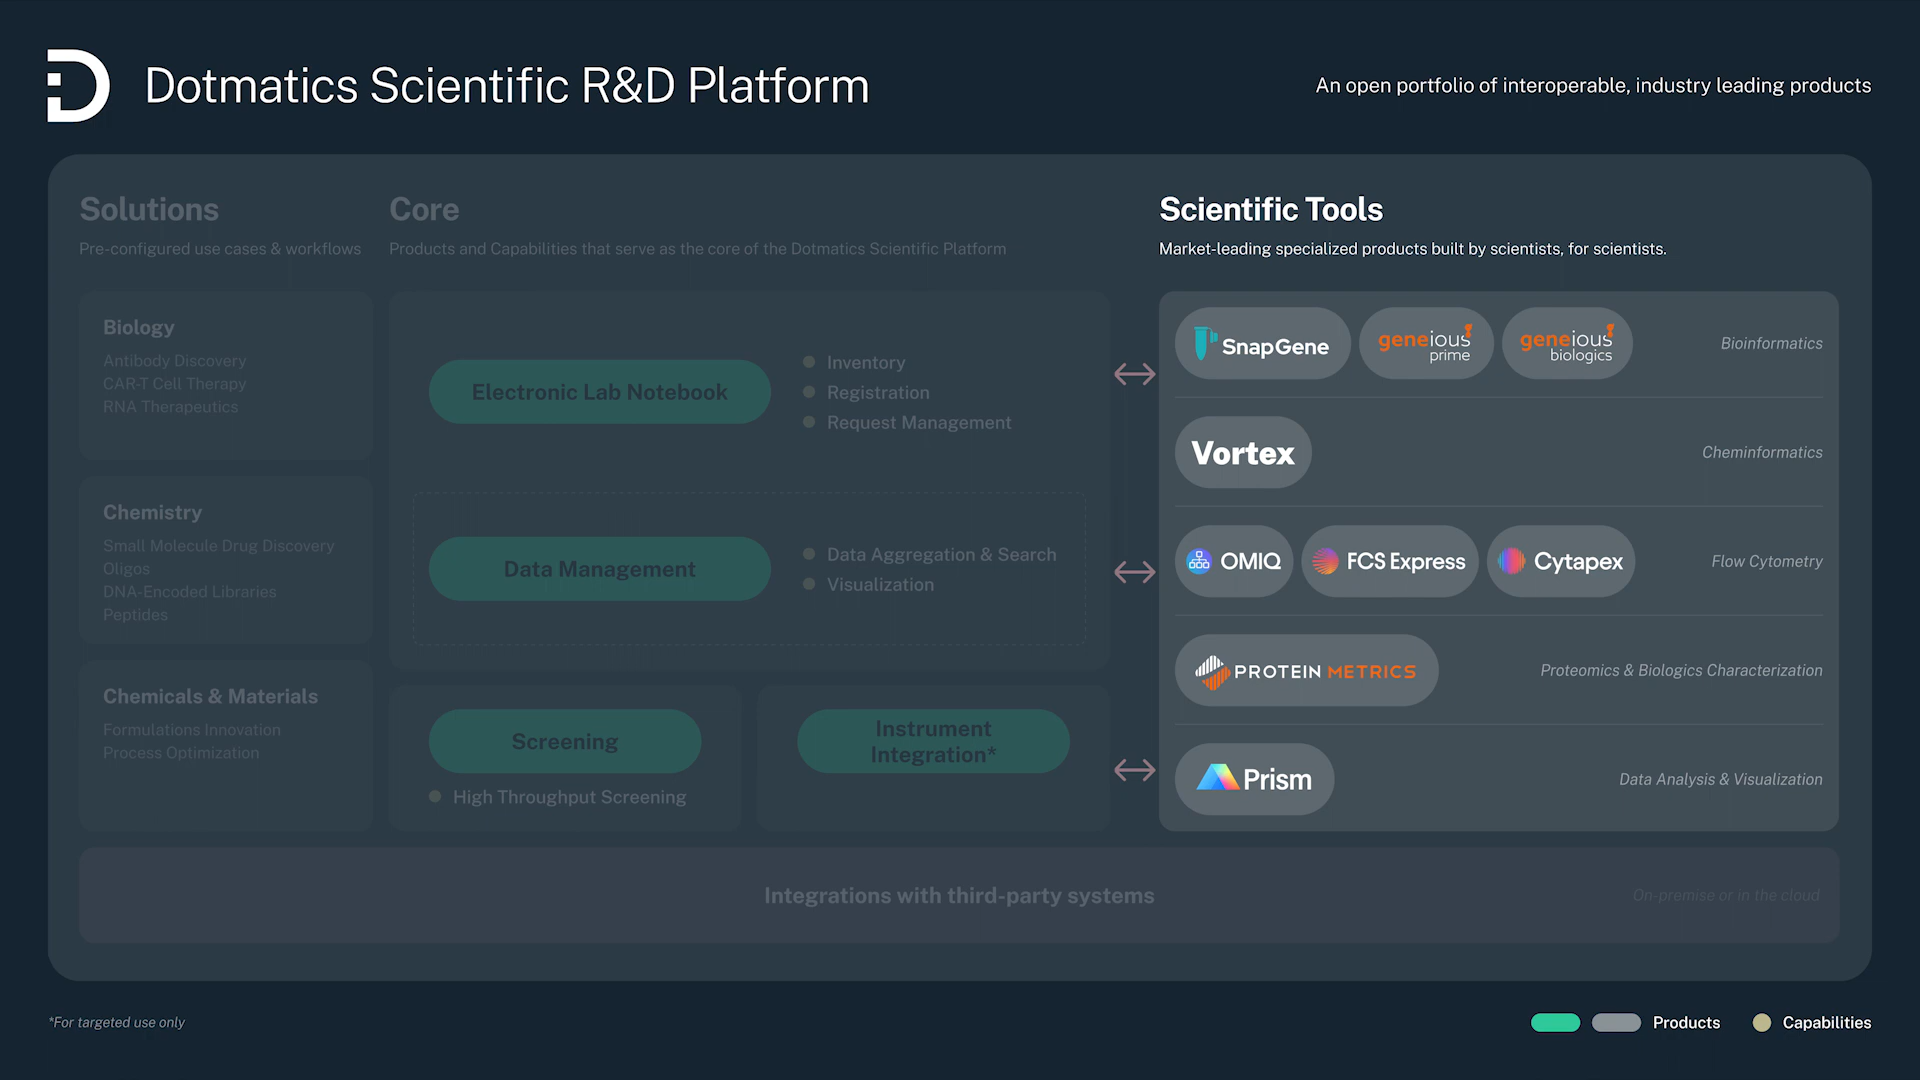 Dotmatics Scientific R&D Platform
An open portfolio of interoperable, industry leading products
Solutions
Pre-configured use cases & workflows
Biology
Antibody Discovery
CAR-T Cell Therapy
RNA Therapeutics
Chemistry
Small Molecule Drug Discovery
Oligos
DNA-Encoded Libraries
Peptides
Chemicals & Materials
Formulations Innovation
Process Optimization
Core
Products and Capabilities that serve as the core of the Dotmatics Scientific Platform
Electronic Lab Notebook
Inventory
Registration
Request Management
Data Management
Data Aggregation & Search
Visualization
Screening
High Throughput Screening
Instrument
Integration*
Scientific Tools
Market-leading specialized products built by scientists, for scientists.
SnapGene
geneious
prime
geneious
biologics
Bioinformatics
Vortex
Cheminformatics
OMIQ
FCS Express
Cytapex
Flow Cytometry
PROTEIN METRICS
Proteomics & Biologics Characterization
Prism
Data Analysis & Visualization
Integrations with third-party systems
On-premise or in the cloud
*For targeted use only
Products
Capabilities